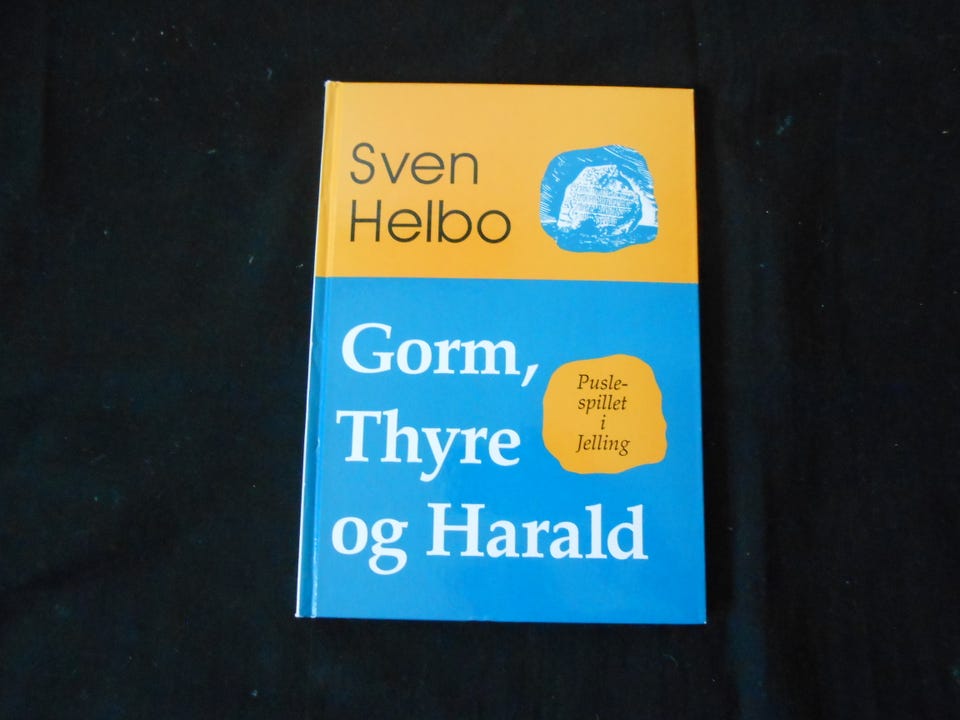 Sven
Helbo
Gorm,
Thyre
og Harald
Pusle-
spillet
i
Jelling